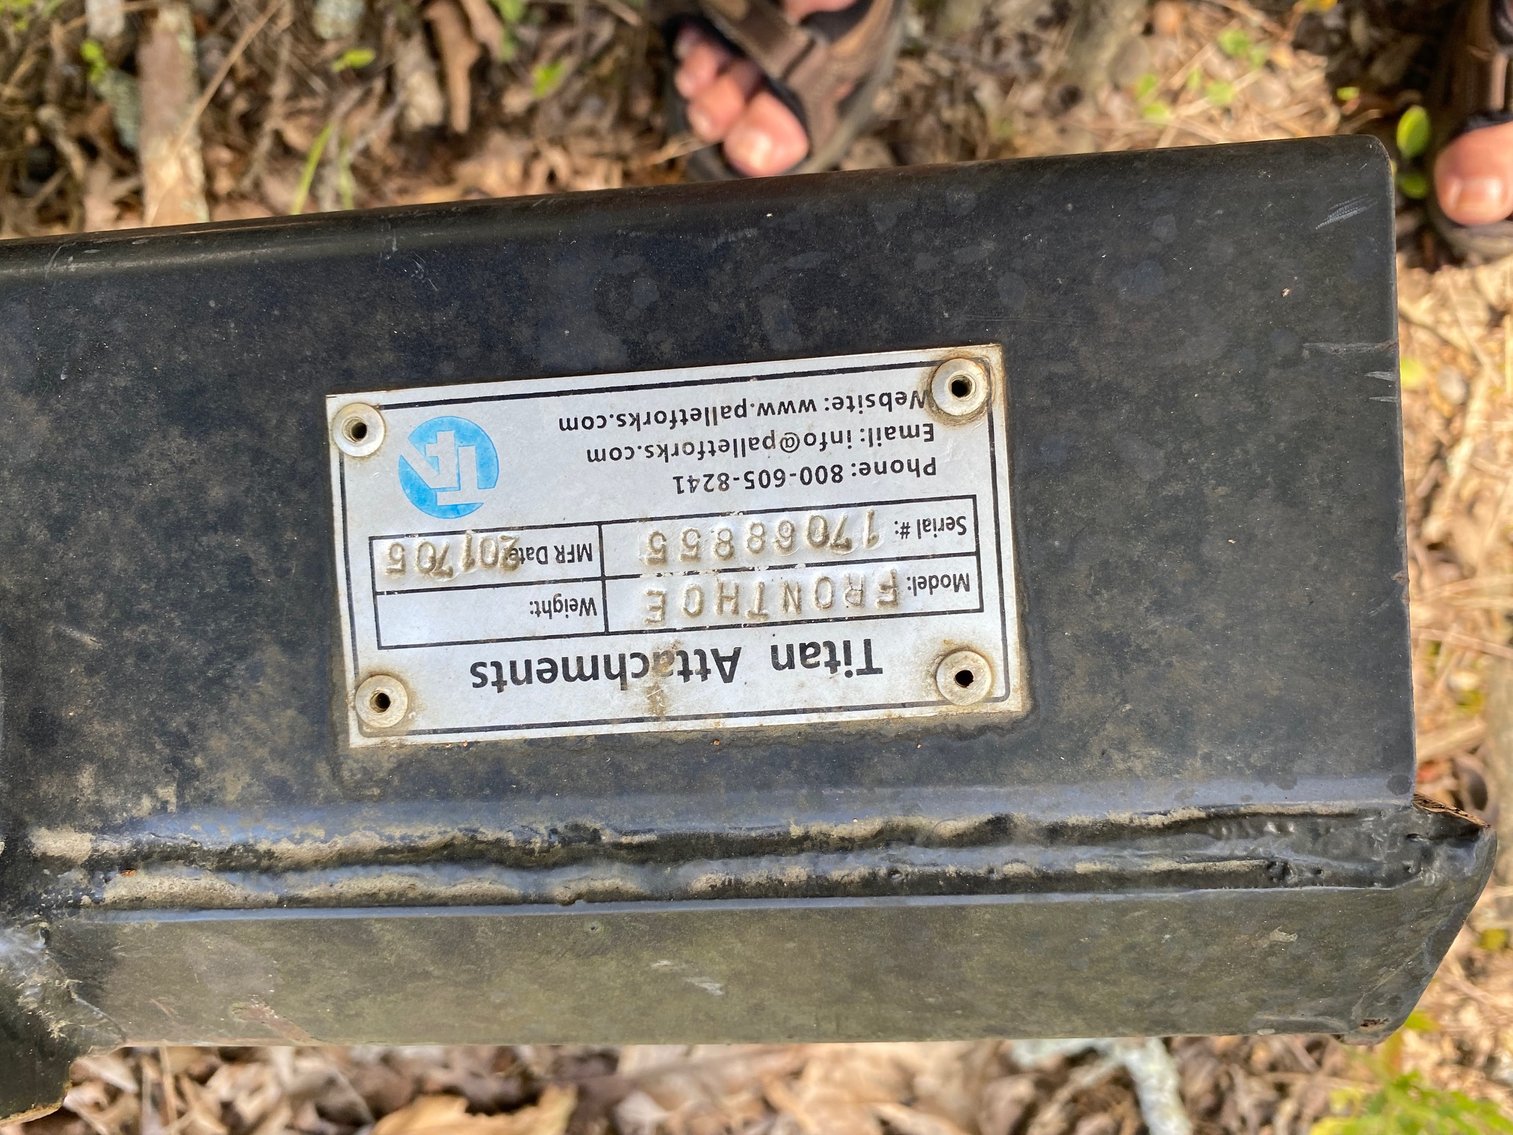 Titan Attachments
Model: FRONTHOE Weight:
Serial #: 17068855 MFR Date: 201705
Phone: 800-605-8241
Email: info@palletforks.com
Website: www.palletforks.com
TA